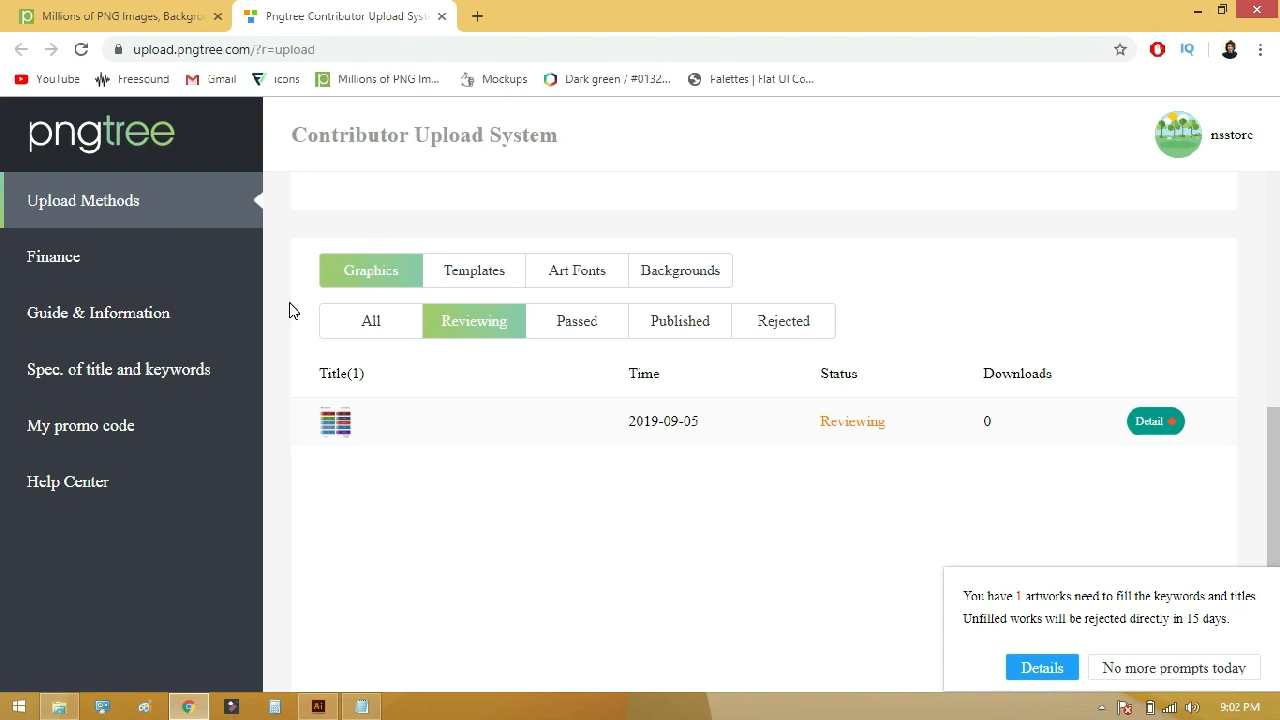 Millions of PNG Images, Backgro
Pngtree Contributor Upload Syst
upload.pngtree.com/?r=upload
IQ
YouTube
Freesound
Gmail
icons
Millions of PNG Im...
Mockups
Dark green / #0132...
Palettes | Flat UI Co...
pngtree
Contributor Upload System
nsstore
Upload Methods
Finance
Guide & Information
Spec. of title and keywords
My promo code
Help Center
Graphics
Templates
Art Fonts
Backgrounds
All
Reviewing
Passed
Published
Rejected
Title(1)
Time
Status
Downloads
2019-09-05
Reviewing
0
Detail
You have 1 artworks need to fill the keywords and titles
Unfilled works will be rejected directly in 15 days.
Details
No more prompts today
Ai
9:02 PM